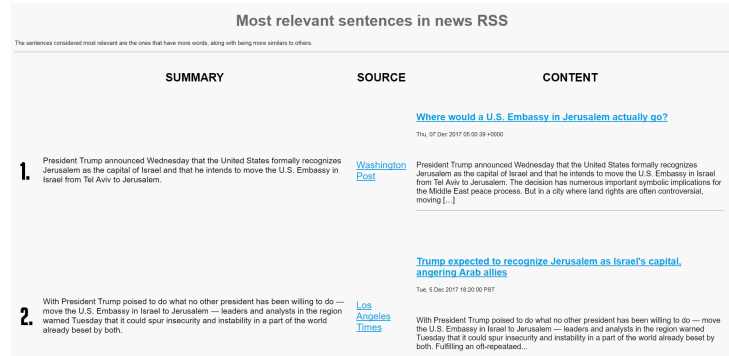 Most relevant sentences in news RSS
The sentences considered most relevant are the ones that have more words, along with being more similars to others.
SUMMARY SOURCE CONTENT
Where would a U.S. Embassy in Jerusalem actually go?
Thu, 07 Dec 2017 05:00:39 +0000
1.
President Trump announced Wednesday that the United States formally recognizes
Jerusalem as the capital of Israel and that he intends to move the U.S. Embassy in
Israel from Tel Aviv to Jerusalem.
Washington
Post
President Trump announced Wednesday that the United States formally recognizes
Jerusalem as the capital of Israel and that he intends to move the U.S. Embassy in
Israel from Tel Aviv to Jerusalem. The decision has numerous important symbolic implications for
the Middle East peace process. But in a city where land rights are often controversial,
moving […]
Trump expected to recognize Jerusalem as Israel's capital,
angering Arab allies
Tue, 5 Dec 2017 18:20:00 PST
2.
With President Trump poised to do what no other president has been willing to do —
move the U.S. Embassy in Israel to Jerusalem — leaders and analysts in the region
warned Tuesday that it could spur insecurity and instability in a part of the world
already beset by both.
Los
Angeles
Times
With President Trump poised to do what no other president has been willing to do — move
the U.S. Embassy in Israel to Jerusalem — leaders and analysts in the region warned
Tuesday that it could spur insecurity and instability in a part of the world already beset by
both. Fulfilling an oft-repeataed...